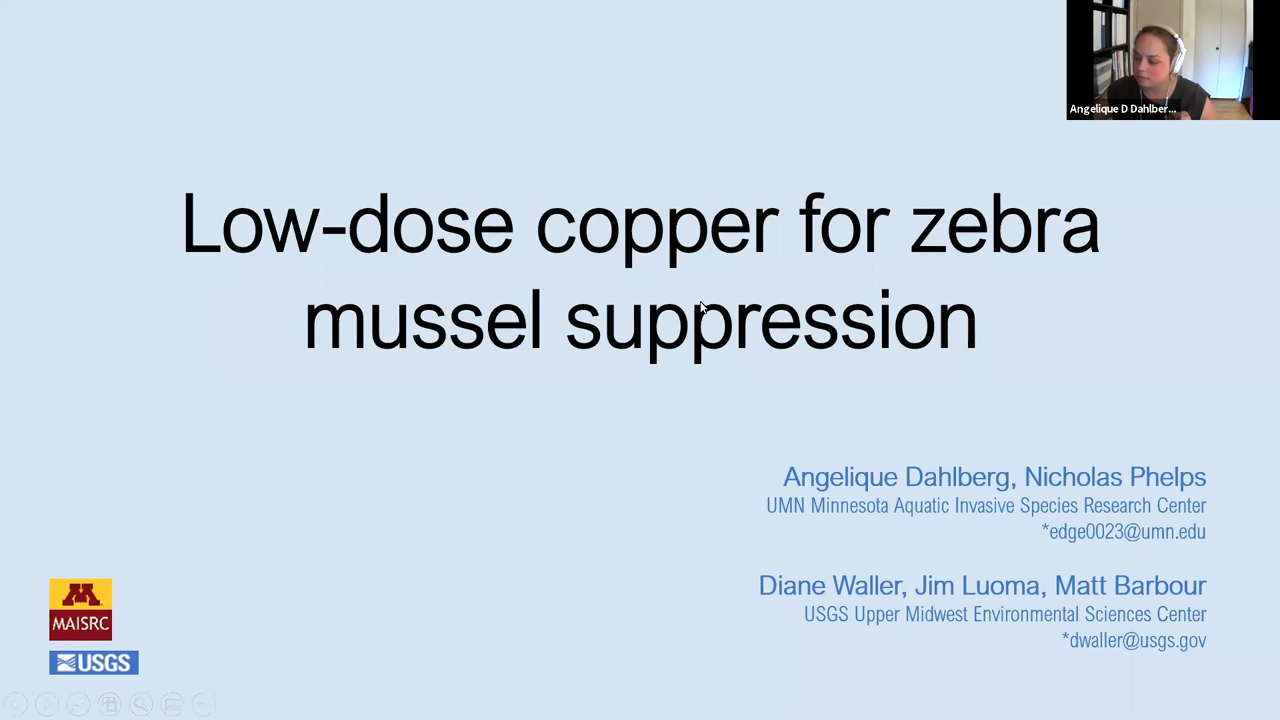 Angelique D Dahlber...
Low-dose copper for zebra
mussel suppression
Angelique Dahlberg, Nicholas Phelps
UMN Minnesota Aquatic Invasive Species Research Center
*edge0023@umn.edu
Diane Waller, Jim Luoma, Matt Barbour
USGS Upper Midwest Environmental Sciences Center
*dwaller@usgs.gov
M
MAISRC
USGS